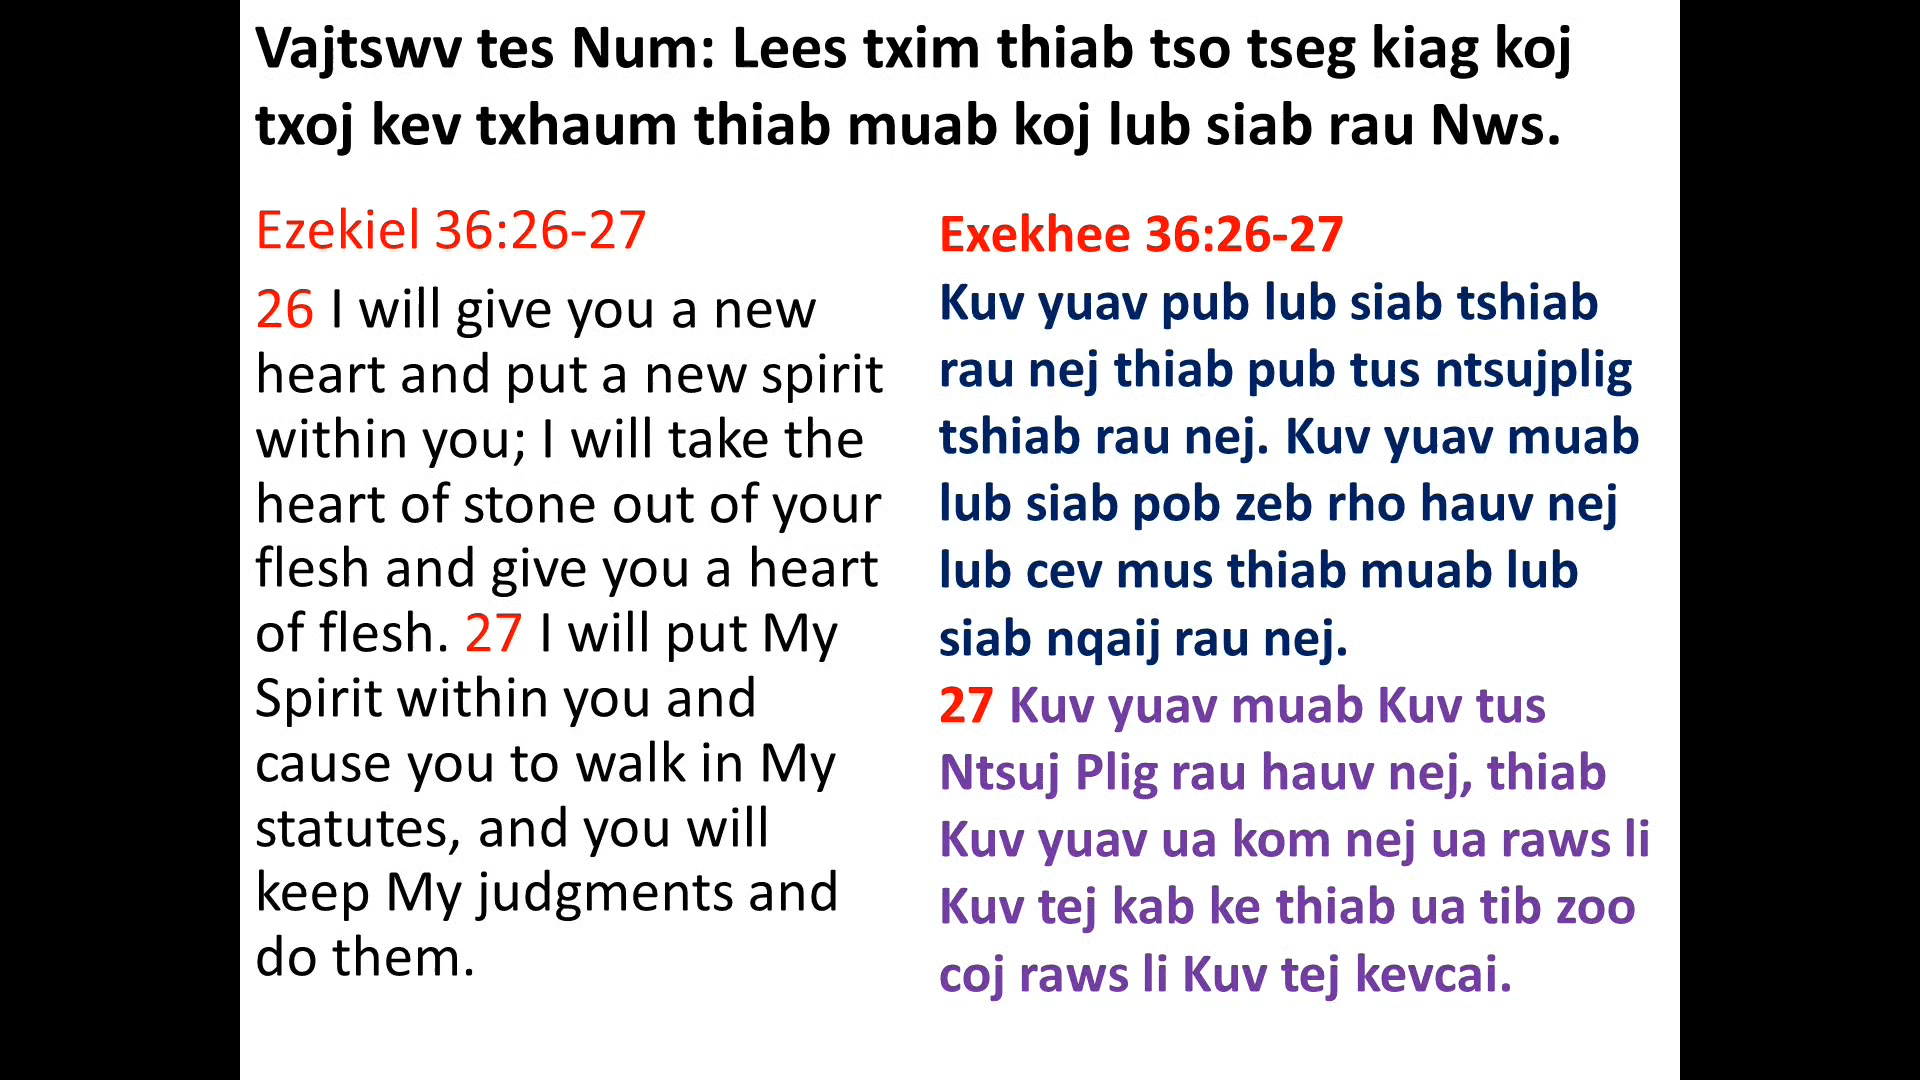 Vajtswv tes Num: Lees txim thiab tso tseg kiag koj
txoj kev txhaum thiab muab koj lub siab rau Nws.
Ezekiel 36:26-27
26 I will give you a new
heart and put a new spirit
within you; I will take the
heart of stone out of your
flesh and give you a heart
of flesh. 27 I will put My
Spirit within you and
cause you to walk in My
statutes, and you will
keep My judgments and
do them.
Exekhee 36:26-27
Kuv yuav pub lub siab tshiab
rau nej thiab pub tus ntsujplig
tshiab rau nej. Kuv yuav muab
lub siab pob zeb rho hauv nej
lub cev mus thiab muab lub
siab nqaij rau nej.
27 Kuv yuav muab Kuv tus
Ntsuj Plig rau hauv nej, thiab
Kuv yuav ua kom nej ua raws li
Kuv tej kab ke thiab ua tib zoo
coj raws li Kuv tej kevcai.